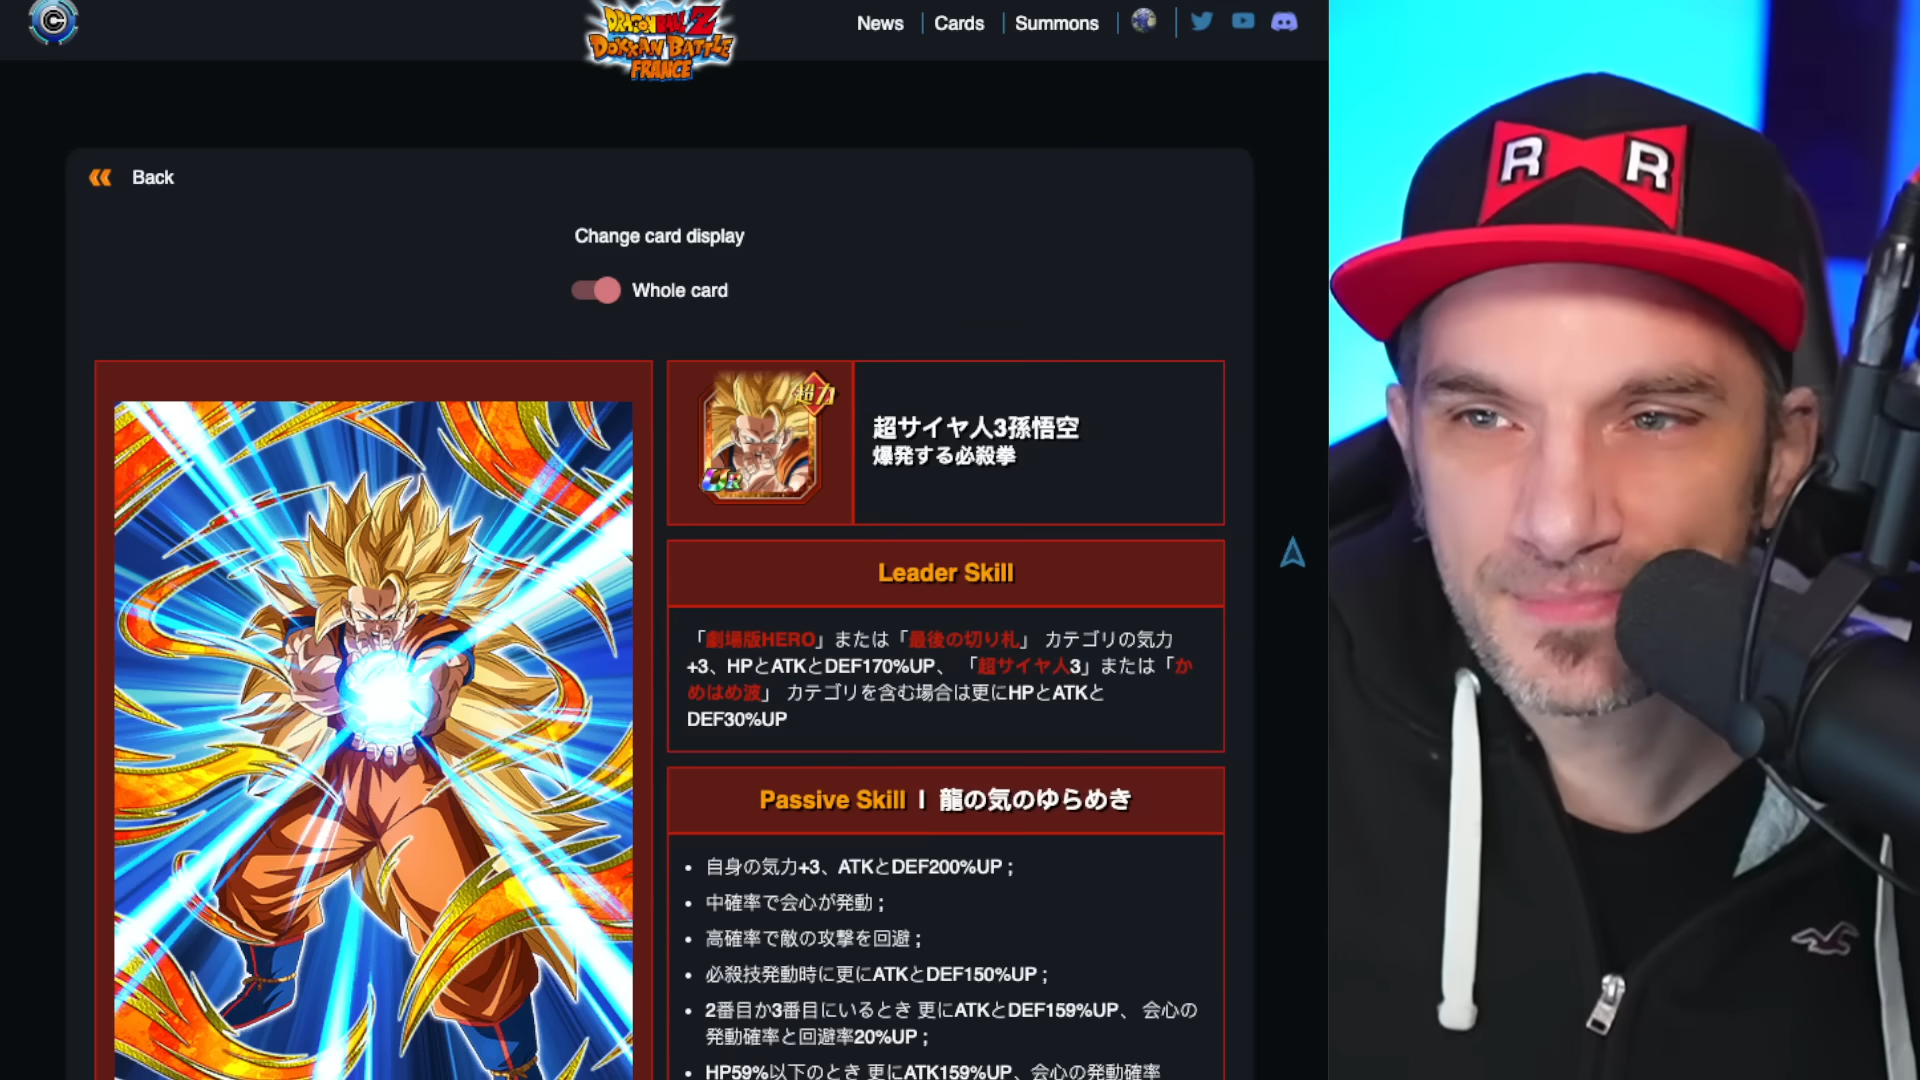 DRAGON BALL Z
DOKKAN BATTLE
FRANCE
News
Cards
Summons
Back
Change card display
Whole card
超力
UR
超サイヤ人3孫悟空
爆発する必殺拳
Leader Skill
「劇場版HERO」または「最後の切り札」 カテゴリの気力
+3、HPとATKとDEF170%UP、 「超サイヤ人3」または「か
めはめ波」 カテゴリを含む場合は更にHPとATKと
DEF30%UP
Passive Skill | 龍の気のゆらめき
• 自身の気力+3、ATKとDEF200%UP ;
• 中確率で会心が発動 ;
• 高確率で敵の攻撃を回避 ;
• 必殺技発動時に更にATKとDEF150%UP ;
• 2番目か3番目にいるとき 更にATKとDEF159%UP、 会心の
発動確率と回避率20%UP ;
• HP59%以下のとき 更にATK159%UP、会心の発動確率
R R